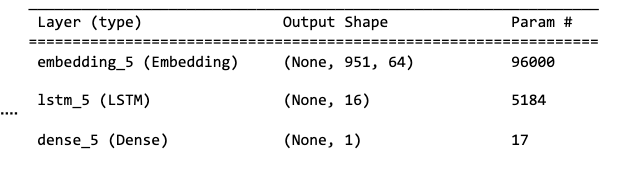 Layer (type) Output Shape Param #
=================================================================
embedding_5 (Embedding) (None, 951, 64) 96000
lstm_5 (LSTM) (None, 16) 5184
....
dense_5 (Dense) (None, 1) 17